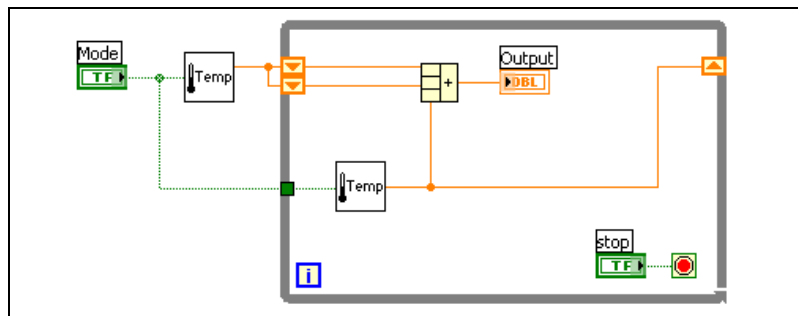 Mode
TF
Temp
Output
DBL
+
Temp
stop
TF
i